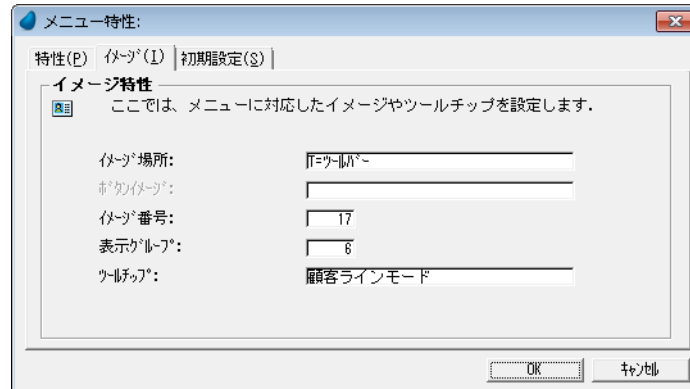 メニュー特性:
特性(P) ｲﾒｰｼﾞ(I) 初期設定(S)
イメージ特性
ここでは、メニューに対応したイメージやツールチップを設定します.
ｲﾒｰｼﾞ場所: T=ﾂｰﾙﾊﾞｰ
ﾎﾞﾀﾝｲﾒｰｼﾞ:
ｲﾒｰｼﾞ番号: 17
表示ｸﾞﾙｰﾌﾟ: 6
ﾂｰﾙﾁｯﾌﾟ: 顧客ラインモード
OK ｷｬﾝｾﾙ